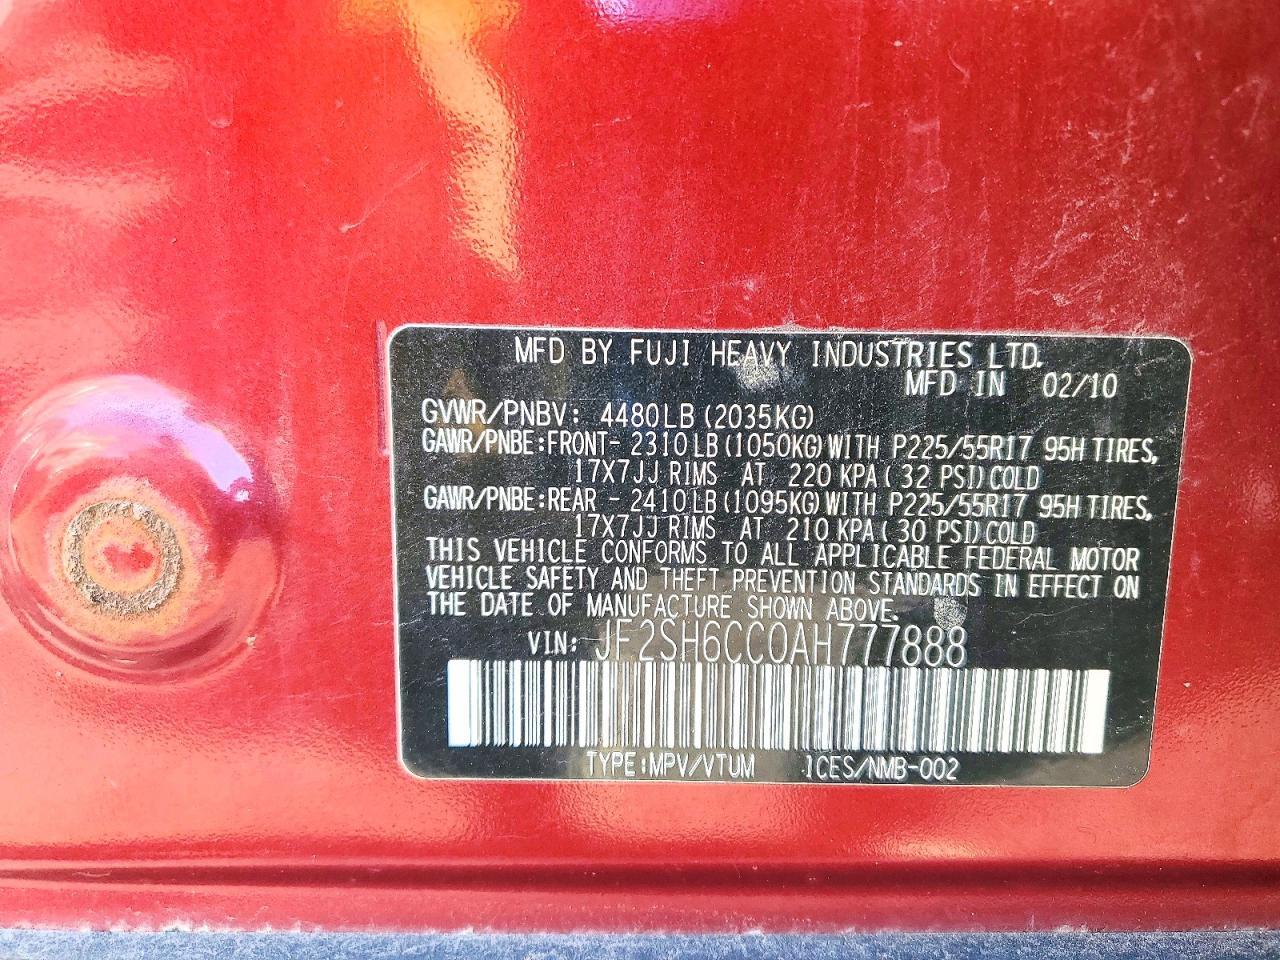 MFD BY FUJI HEAVY INDUSTRIES LTD.
MFD IN 02/10
GVWR/PNBV: 4480LB (2035KG)
GAWR/PNBE:FRONT- 2310LB (1050KG) WITH P225/55R17 95H TIRES,
17X7JJ RIMS AT 220 KPA ( 32 PSI) COLD
GAWR/PNBE:REAR - 2410LB (1095KG) WITH P225/55R17 95H TIRES,
17X7JJ RIMS AT 210 KPA ( 30 PSI) COLD
THIS VEHICLE CONFORMS TO ALL APPLICABLE FEDERAL MOTOR
VEHICLE SAFETY AND THEFT PREVENTION STANDARDS IN EFFECT ON
THE DATE OF MANUFACTURE SHOWN ABOVE.
VIN: JF2SH6CC0AH777888
TYPE:MPV/VTUM ICES/NMB-002